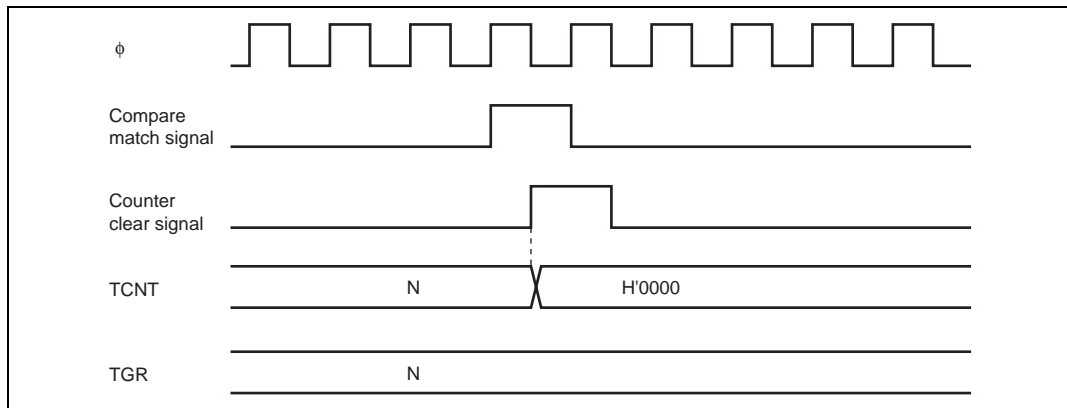 ϕ
Compare
match signal
Counter
clear signal
TCNT
N
H'0000
TGR
N